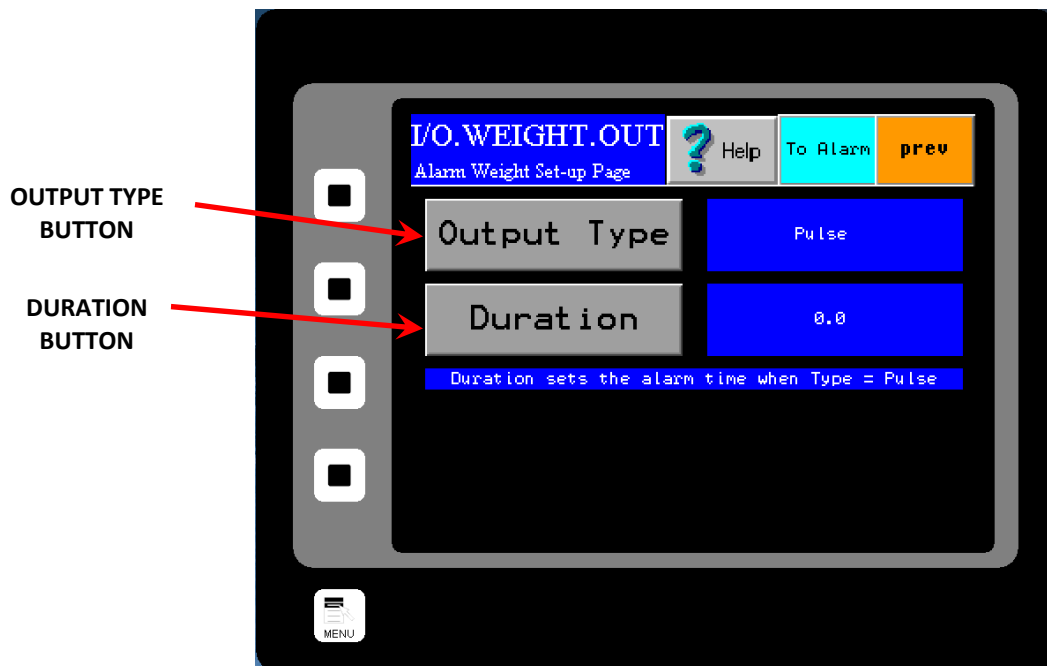 I/O.WEIGHT.OUT
Alarm Weight Set-up Page
Help
To Alarm
prev
OUTPUT TYPE
BUTTON
Output Type
Pulse
DURATION
BUTTON
Duration
0.0
Duration sets the alarm time when Type = Pulse
MENU